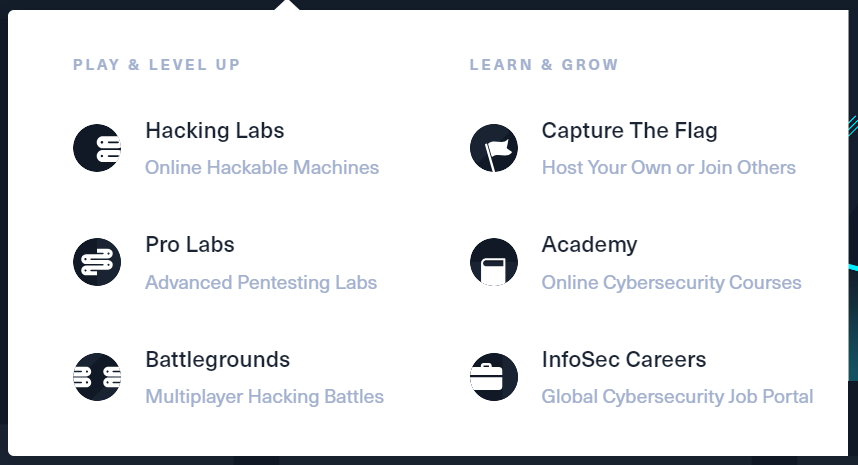 PLAY & LEVEL UP
Hacking Labs
Online Hackable Machines
Pro Labs
Advanced Pentesting Labs
Battlegrounds
Multiplayer Hacking Battles
LEARN & GROW
Capture The Flag
Host Your Own or Join Others
Academy
Online Cybersecurity Courses
InfoSec Careers
Global Cybersecurity Job Portal